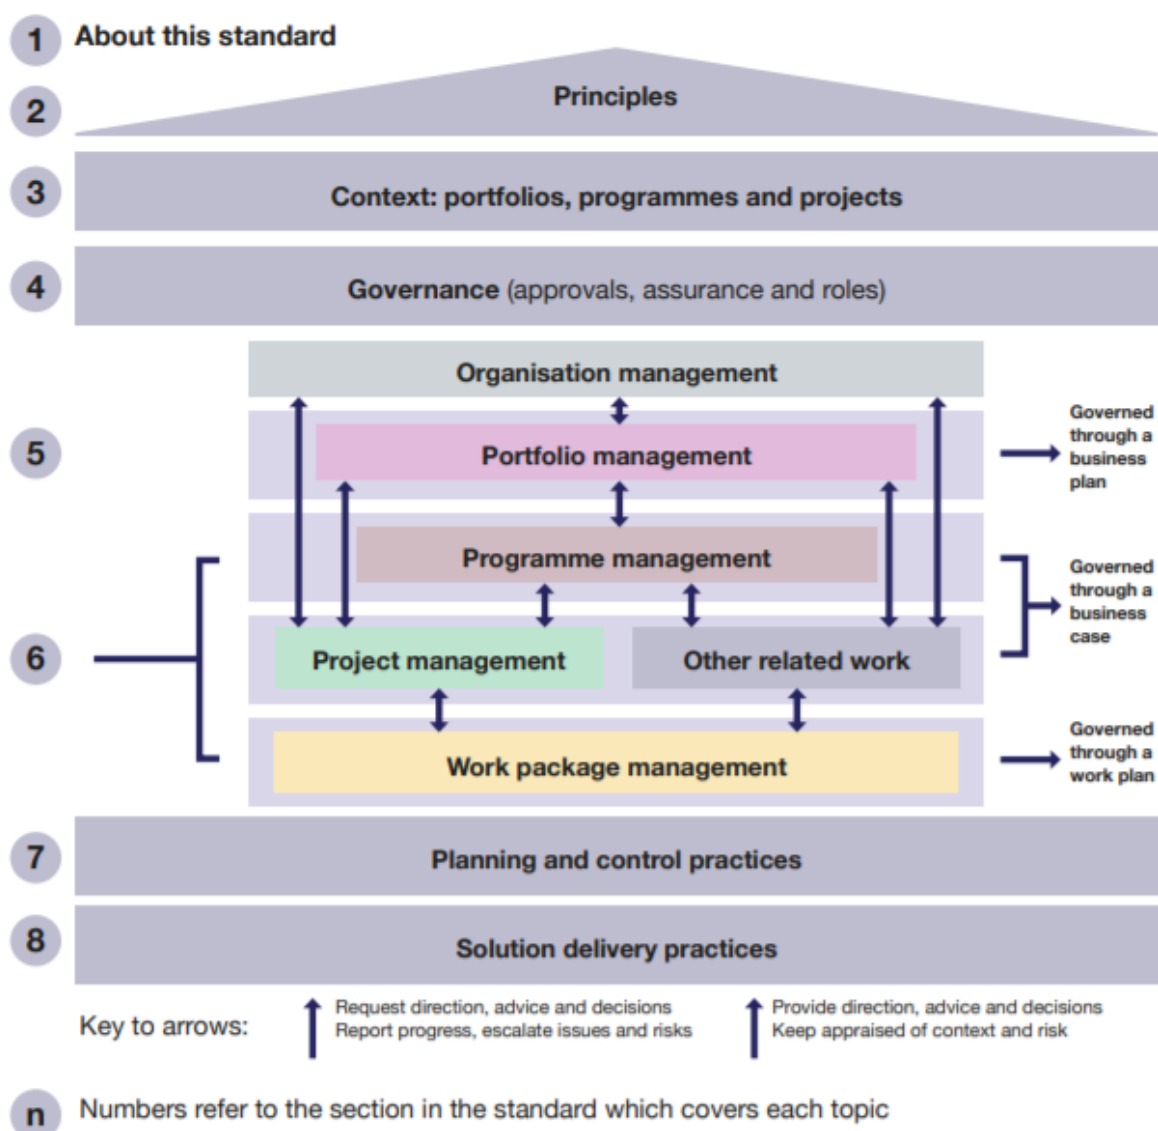 1 About this standard
2 Principles
3 Context: portfolios, programmes and projects
4 Governance (approvals, assurance and roles)
Organisation management
5 Portfolio management
Governed
through a
business
plan
Programme management
Governed
through a
business
case
6 Project management Other related work
Work package management
Governed
through a
work plan
7 Planning and control practices
8 Solution delivery practices
Key to arrows:
Request direction, advice and decisions
Report progress, escalate issues and risks
Provide direction, advice and decisions
Keep appraised of context and risk
n Numbers refer to the section in the standard which covers each topic